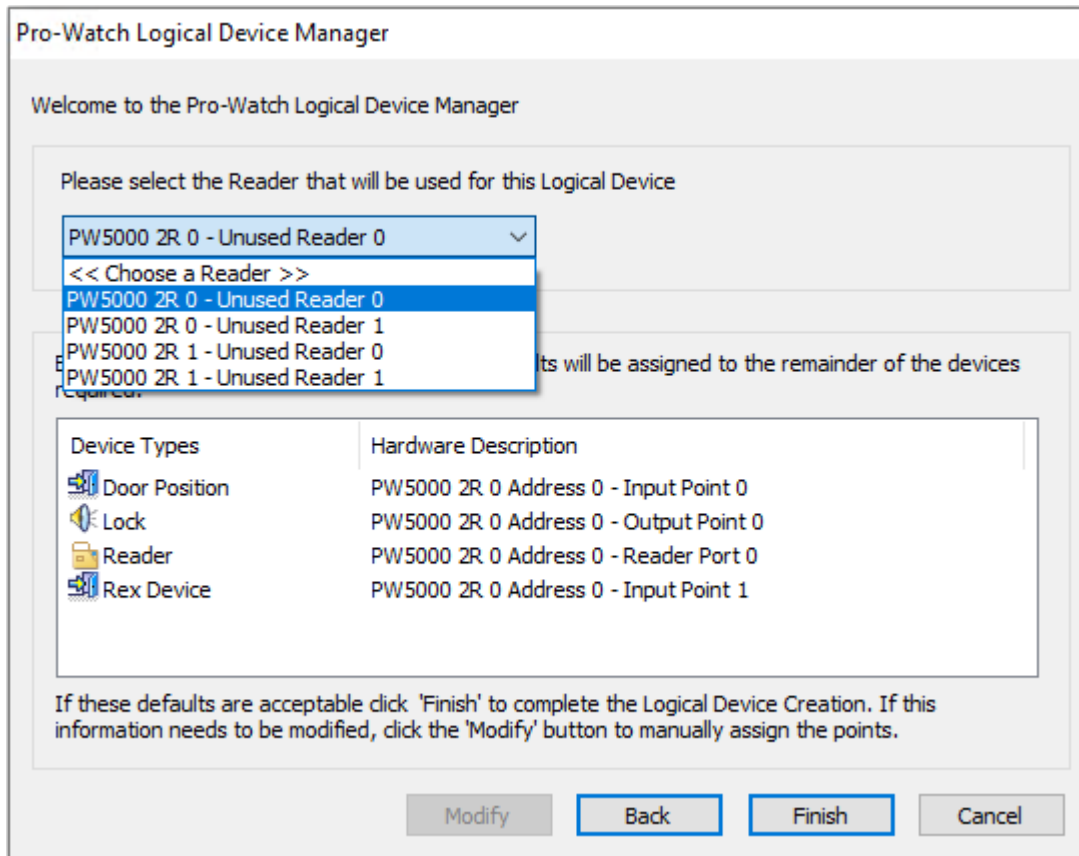 Pro-Watch Logical Device Manager
Welcome to the Pro-Watch Logical Device Manager
Please select the Reader that will be used for this Logical Device
PW5000 2R 0 - Unused Reader 0
<< Choose a Reader >>
PW5000 2R 0 - Unused Reader 0
PW5000 2R 0 - Unused Reader 1
PW5000 2R 1 - Unused Reader 0
PW5000 2R 1 - Unused Reader 1
will be assigned to the remainder of the devices
required.
Device Types Hardware Description
Door Position PW5000 2R 0 Address 0 - Input Point 0
Lock PW5000 2R 0 Address 0 - Output Point 0
Reader PW5000 2R 0 Address 0 - Reader Port 0
Rex Device PW5000 2R 0 Address 0 - Input Point 1
If these defaults are acceptable click 'Finish' to complete the Logical Device Creation. If this
information needs to be modified, click the 'Modify' button to manually assign the points.
Modify Back Finish Cancel